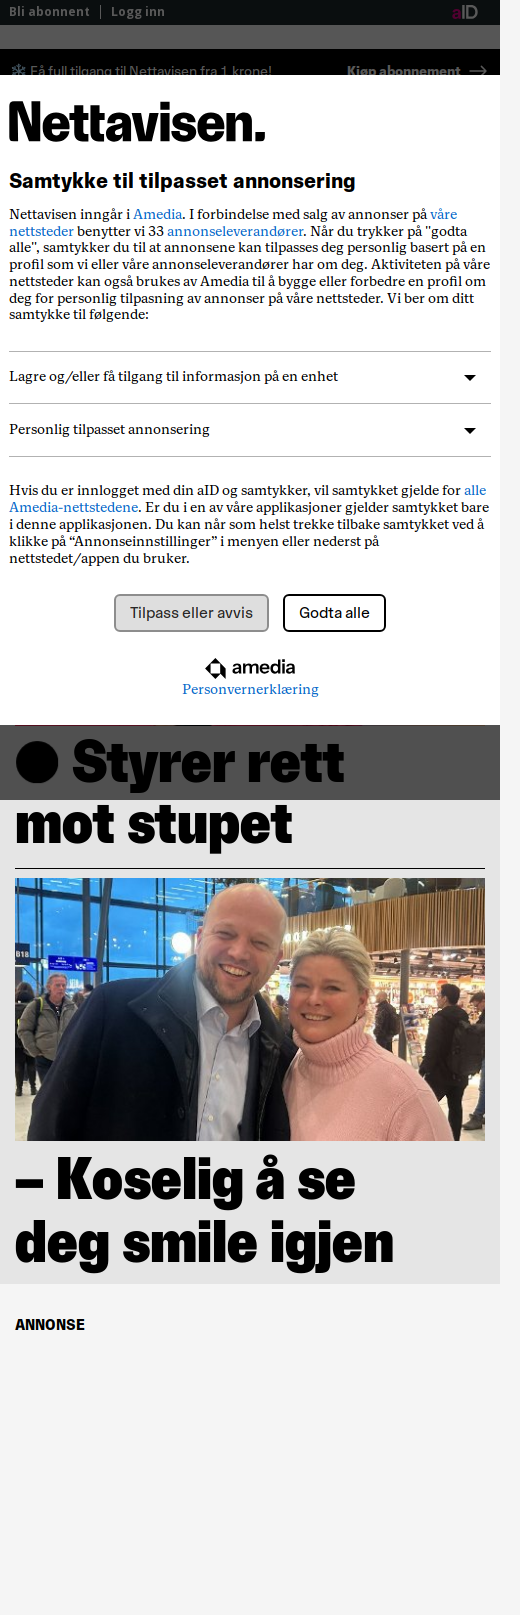 Bli abonnent
Logg inn
aID
Få full tilgang til Nettavisen fra 1 krone!
Kjøp abonnement
Nettavisen.
Samtykke til tilpasset annonsering
Nettavisen inngår i Amedia. I forbindelse med salg av annonser på våre
nettsteder benytter vi 33 annonseleverandører. Når du trykker på "godta
alle", samtykker du til at annonsene kan tilpasses deg personlig basert på en
profil som vi eller våre annonseleverandører har om deg. Aktiviteten på våre
nettsteder kan også brukes av Amedia til å bygge eller forbedre en profil om
deg for personlig tilpasning av annonser på våre nettsteder. Vi ber om ditt
samtykke til følgende:
Lagre og/eller få tilgang til informasjon på en enhet
Personlig tilpasset annonsering
Hvis du er innlogget med din aID og samtykker, vil samtykket gjelde for alle
Amedia-nettstedene. Er du i en av våre applikasjoner gjelder samtykket bare
i denne applikasjonen. Du kan når som helst trekke tilbake samtykket ved å
klikke på “Annonseinnstillinger” i menyen eller nederst på
nettstedet/appen du bruker.
Tilpass eller avvis
Godta alle
amedia
Personvernerklæring
Styrer rett
mot stupet
– Koselig å se
deg smile igjen
ANNONSE